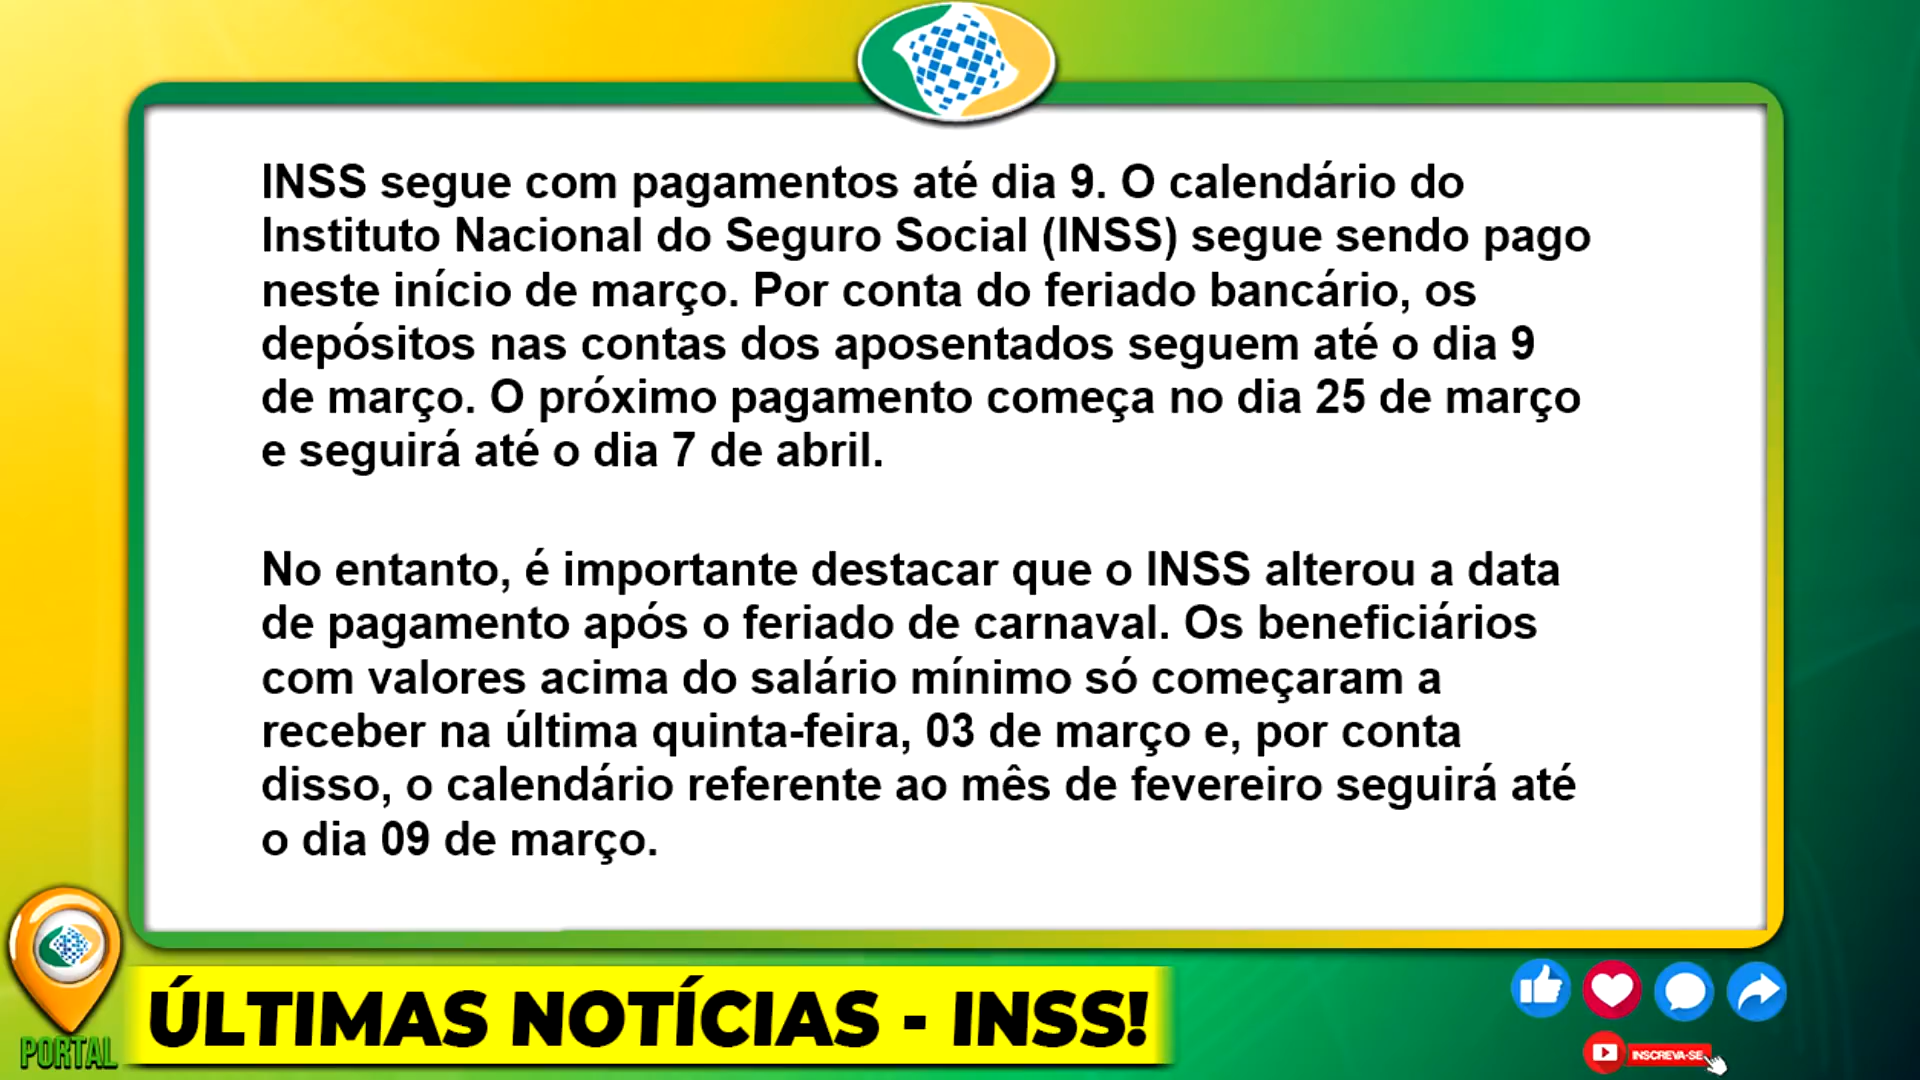 INSS segue com pagamentos até dia 9. O calendário do
Instituto Nacional do Seguro Social (INSS) segue sendo pago
neste início de março. Por conta do feriado bancário, os
depósitos nas contas dos aposentados seguem até o dia 9
de março. O próximo pagamento começa no dia 25 de março
e seguirá até o dia 7 de abril.
No entanto, é importante destacar que o INSS alterou a data
de pagamento após o feriado de carnaval. Os beneficiários
com valores acima do salário mínimo só começaram a
receber na última quinta-feira, 03 de março e, por conta
disso, o calendário referente ao mês de fevereiro seguirá até
o dia 09 de março.
ÚLTIMAS NOTÍCIAS - INSS!
PORTAL
INSCREVA-SE